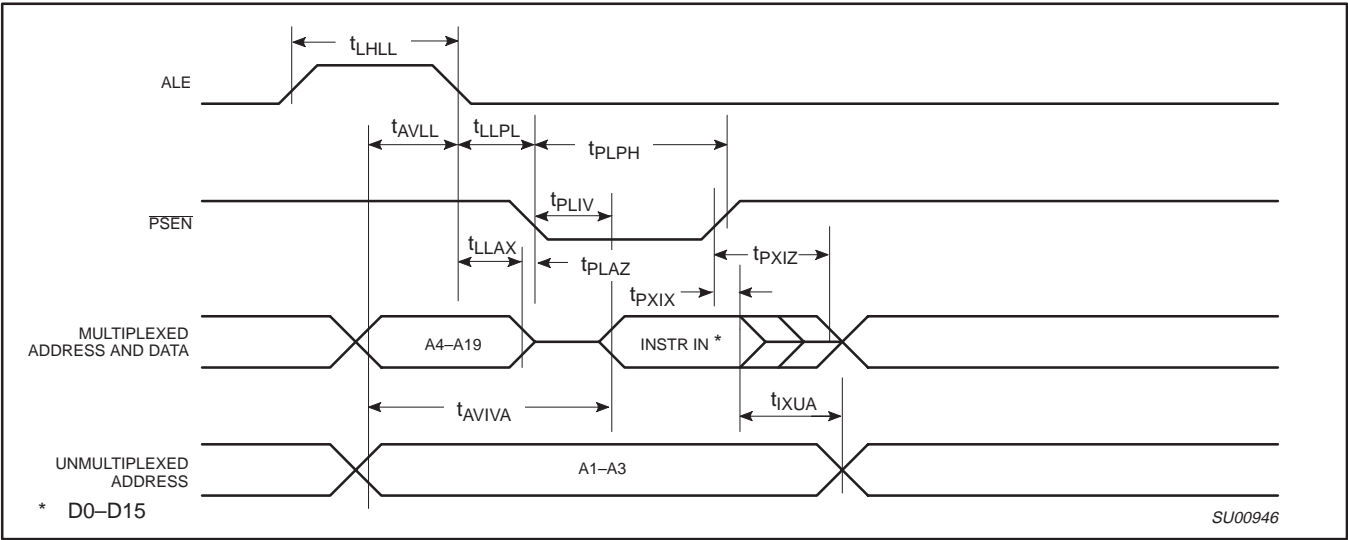 tLHLL
ALE
tAVLL
tLLPL
tPLPH
PSEN
tPLIV
tLLAX
tPLAZ
tPXIZ
tPXIX
MULTIPLEXED
ADDRESS AND DATA
A4–A19
INSTR IN *
tAVIVA
tIXUA
UNMULTIPLEXED
ADDRESS
A1–A3
* D0–D15
SU00946